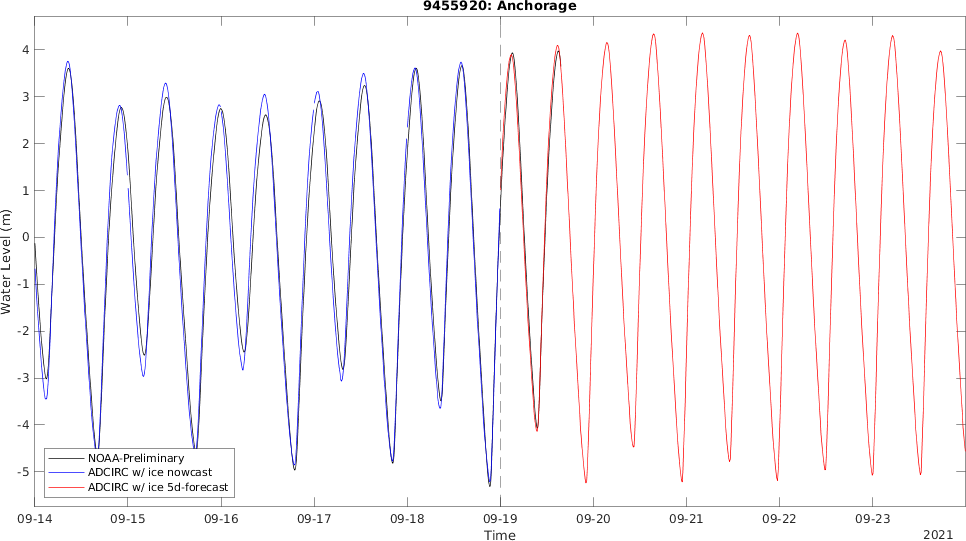 9455920: Anchorage
4
3
2
1
0
-1
-2
-3
-4
-5
Water Level (m)
NOAA-Preliminary
ADCIRC w/ ice nowcast
ADCIRC w/ ice 5d-forecast
09-14 09-15 09-16 09-17 09-18 09-19 09-20 09-21 09-22 09-23
Time
2021